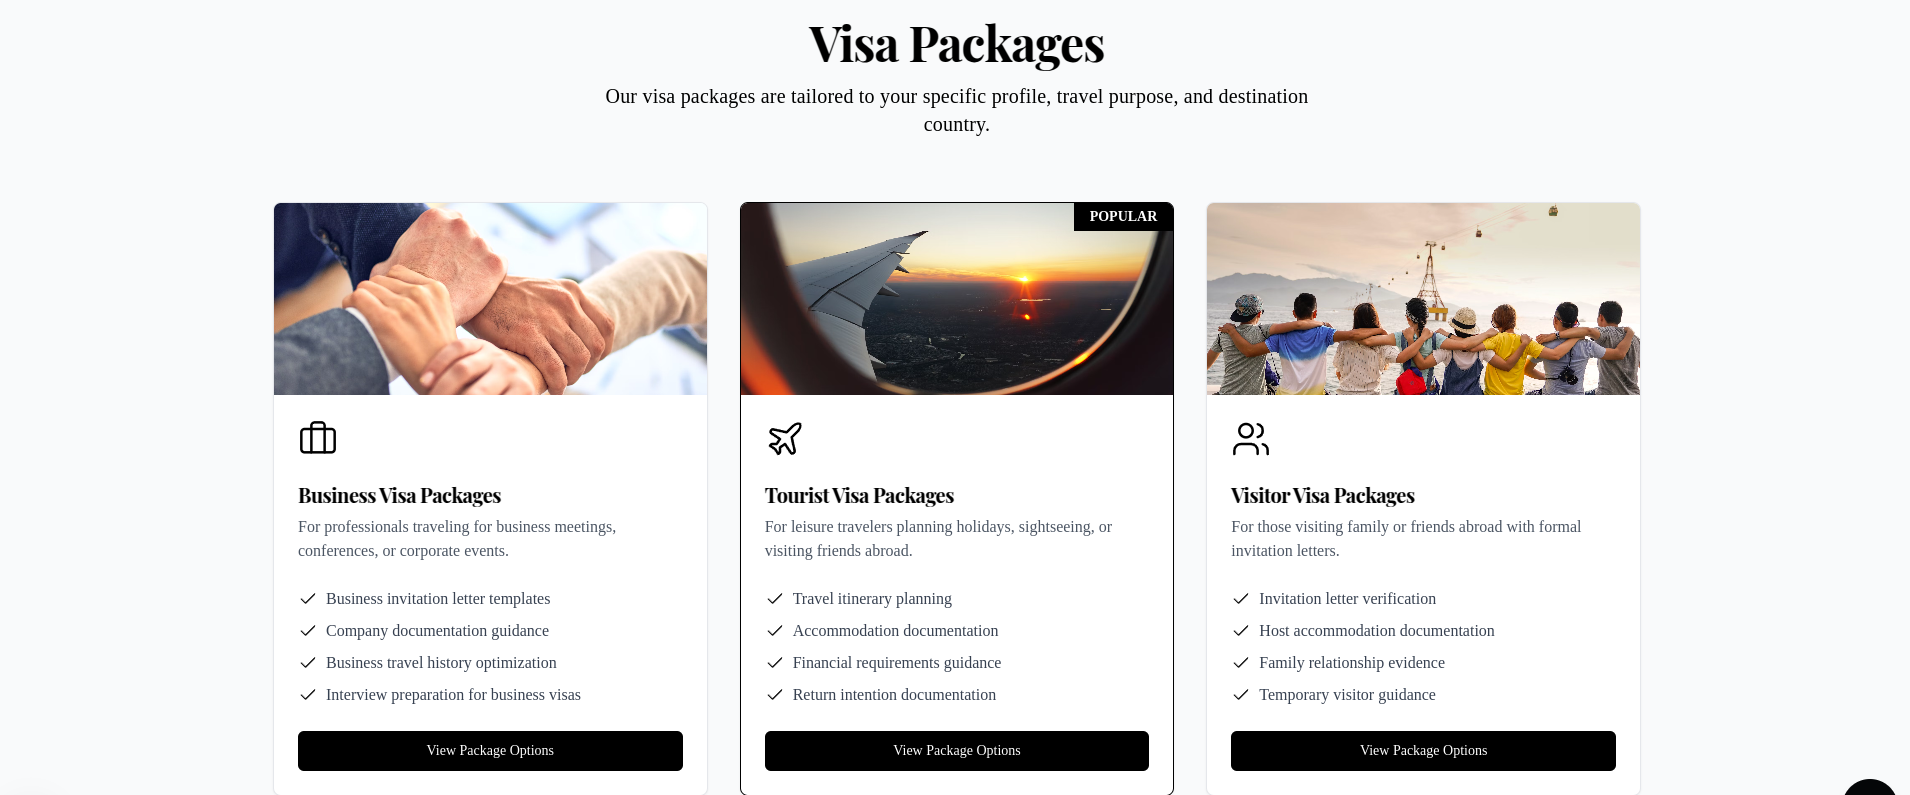 Visa Packages
Our visa packages are tailored to your specific profile, travel purpose, and destination
country.
POPULAR
Business Visa Packages
For professionals traveling for business meetings,
conferences, or corporate events.
Business invitation letter templates
Company documentation guidance
Business travel history optimization
Interview preparation for business visas
View Package Options
Tourist Visa Packages
For leisure travelers planning holidays, sightseeing, or
visiting friends abroad.
Travel itinerary planning
Accommodation documentation
Financial requirements guidance
Return intention documentation
View Package Options
Visitor Visa Packages
For those visiting family or friends abroad with formal
invitation letters.
Invitation letter verification
Host accommodation documentation
Family relationship evidence
Temporary visitor guidance
View Package Options